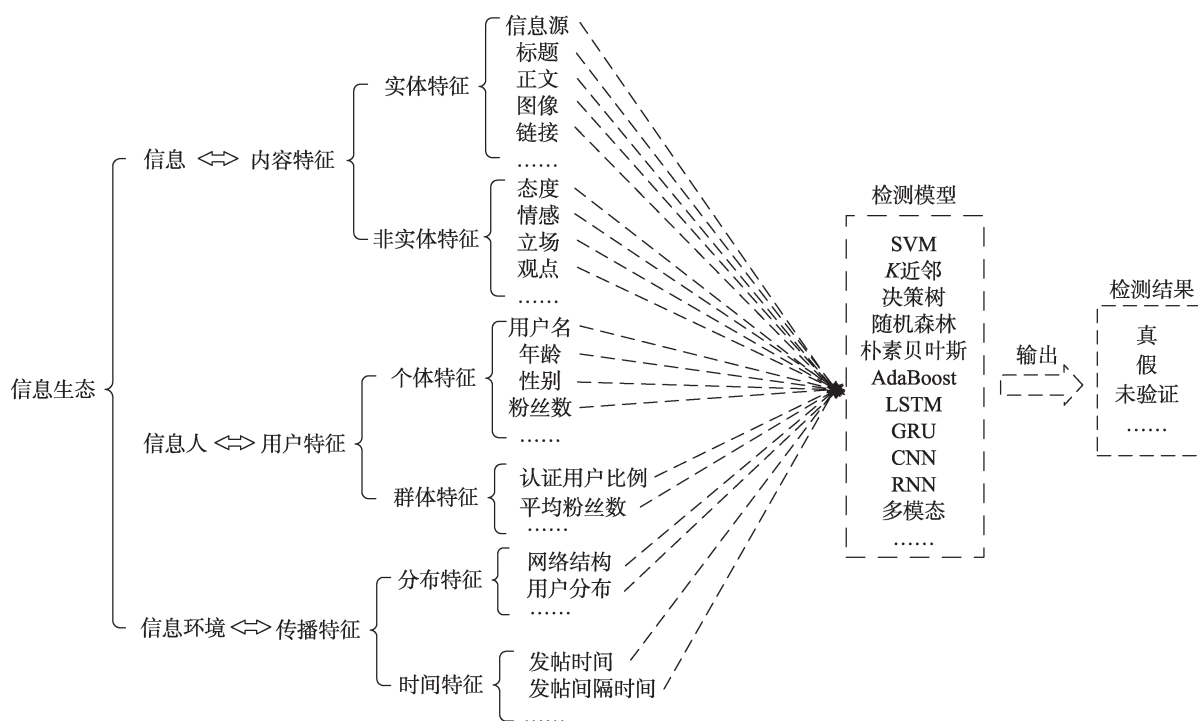 信息生态
信息
内容特征
实体特征
信息源
标题
正文
图像
链接
……
非实体特征
态度
情感
立场
观点
……
信息人
用户特征
个体特征
用户名
年龄
性别
粉丝数
……
群体特征
认证用户比例
平均粉丝数
……
信息环境
传播特征
分布特征
网络结构
用户分布
……
时间特征
发帖时间
发帖间隔时间
……
检测模型
SVM
K近邻
决策树
随机森林
朴素贝叶斯
AdaBoost
LSTM
GRU
CNN
RNN
多模态
……
输出
检测结果
真
假
未验证
……